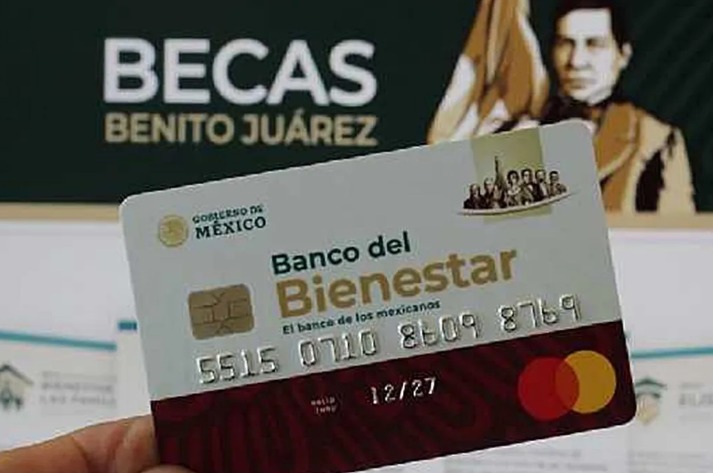 BECAS
BENITO JUÁREZ
GOBIERNO DE
MÉXICO
Banco del
Bienestar
El banco de los mexicanos
5515 0710 8609 8769
12/27